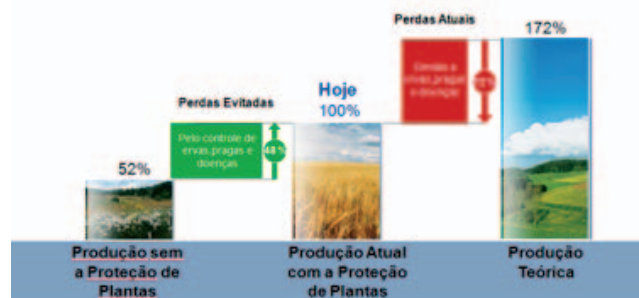 Perdas Atuais
172%
Devido a
ervas, pragas
e doenças
72%
Hoje
100%
Perdas Evitadas
Pelo controle de
ervas, pragas e
doenças
48%
52%
Produção sem
a Proteção de
Plantas
Produção Atual
com a Proteção
de Plantas
Produção
Teórica